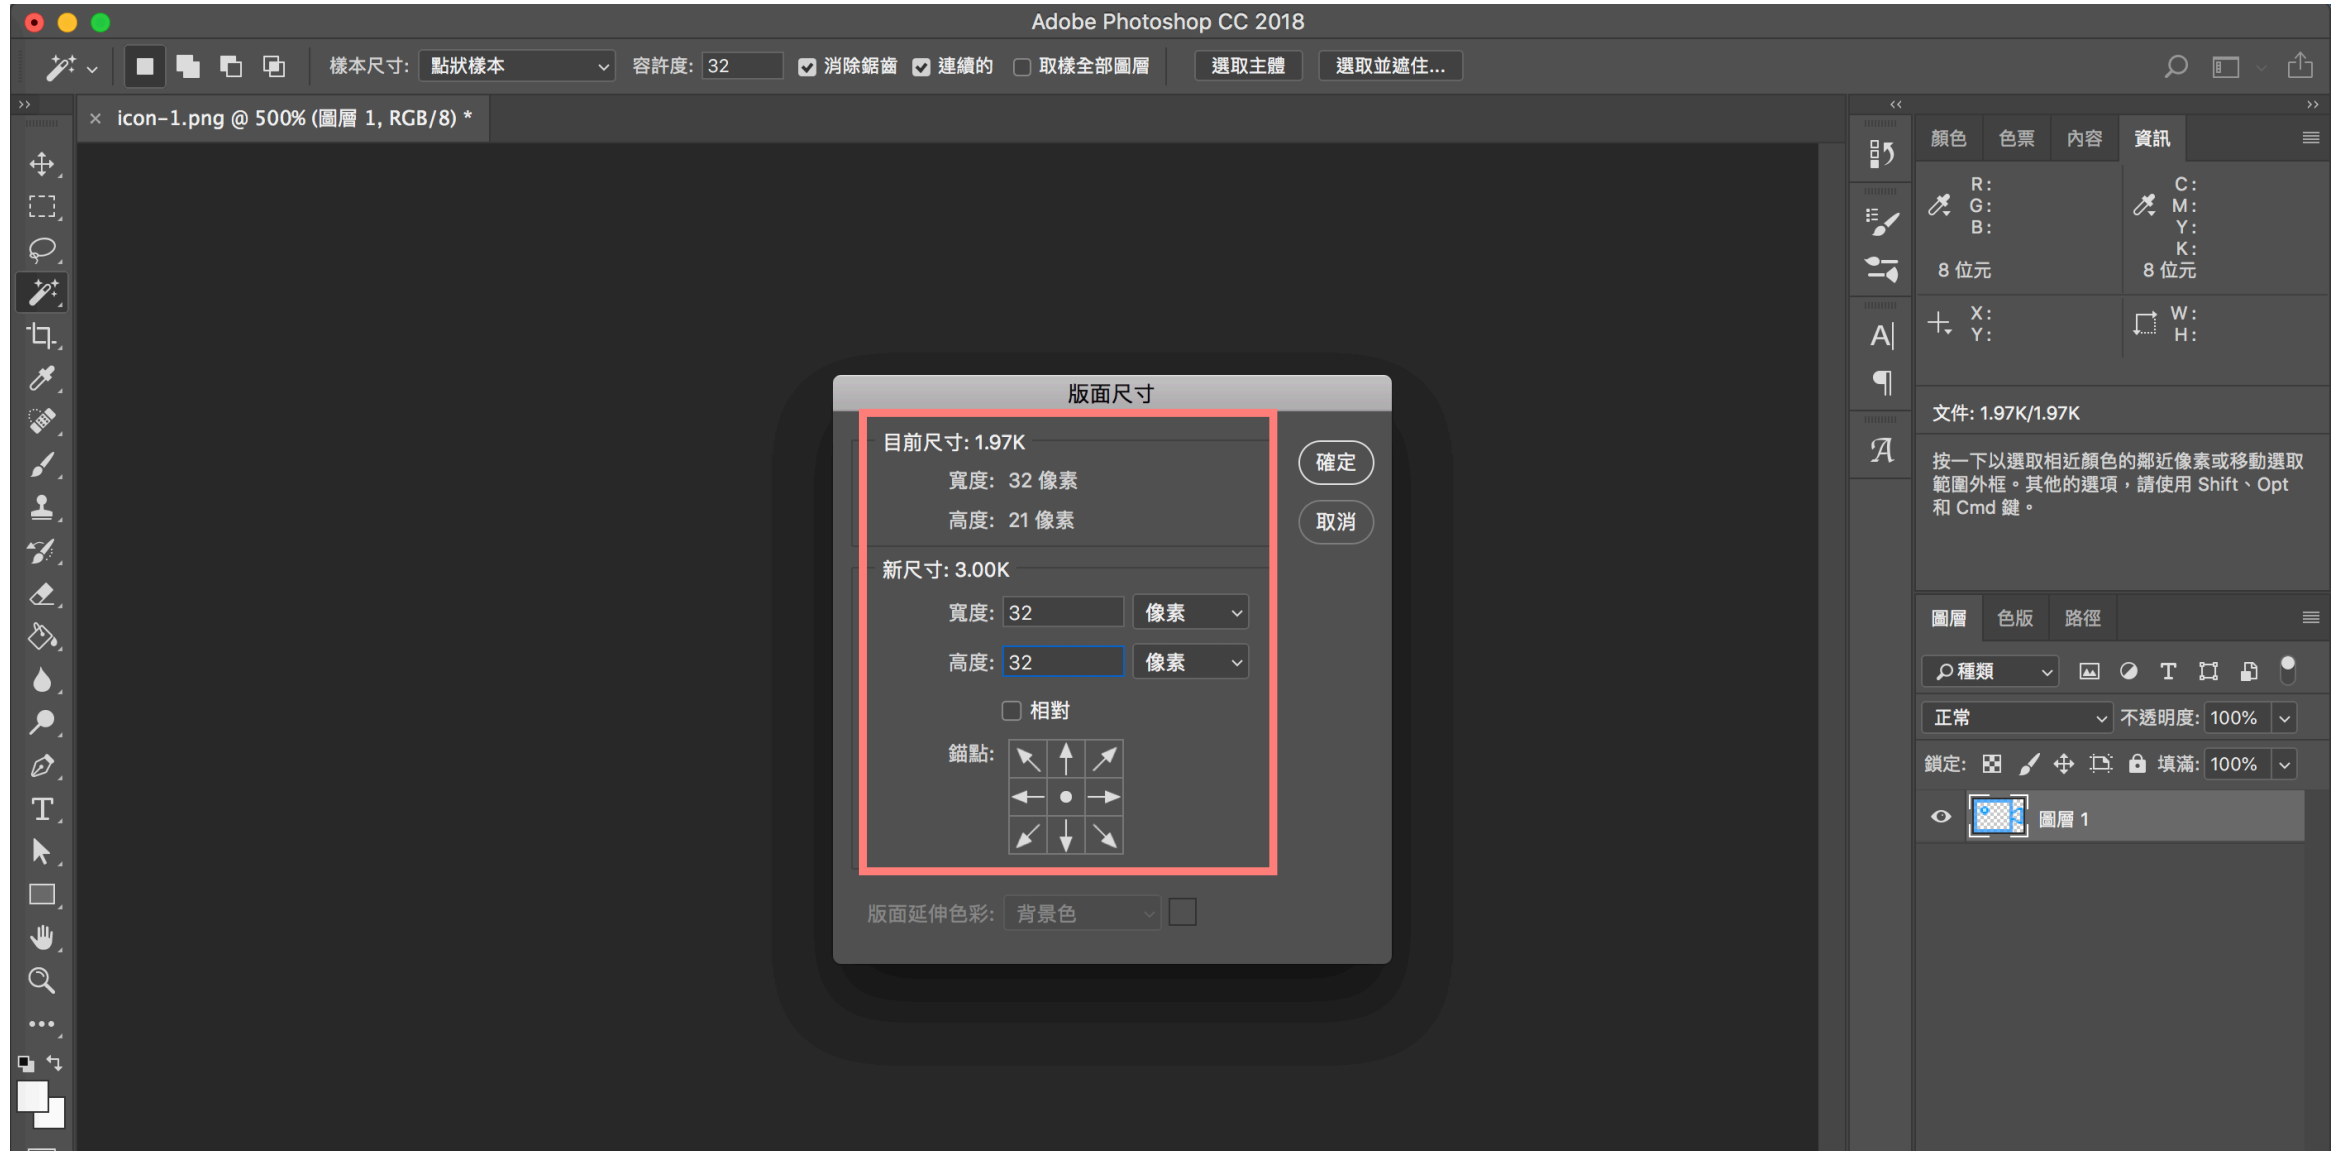 Adobe Photoshop CC 2018
樣本尺寸: 點狀樣本 容許度: 32 消除鋸齒 連續的 取樣全部圖層 選取主體 選取並遮住...
icon-1.png @ 500% (圖層 1, RGB/8) *
顏色 色票 內容 資訊
R: C:
G: M:
B: Y:
K:
8 位元 8 位元
X: W:
Y: H:
文件: 1.97K/1.97K
按一下以選取相近顏色的鄰近像素或移動選取
範圍外框。其他的選項，請使用 Shift、Opt
和 Cmd 鍵。
版面尺寸
目前尺寸: 1.97K
寬度: 32 像素
高度: 21 像素
新尺寸: 3.00K
寬度: 32 像素
高度: 32 像素
相對
錨點:
版面延伸色彩: 背景色
確定
取消
圖層 色版 路徑
種類
正常 不透明度: 100%
鎖定: 填滿: 100%
圖層 1